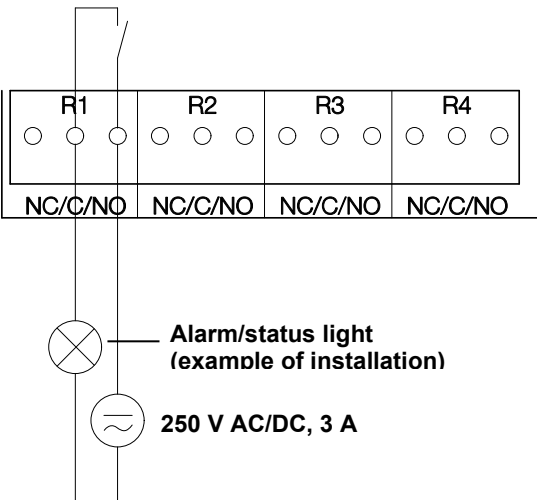 R1 R2 R3 R4
NC/C/NO NC/C/NO NC/C/NO NC/C/NO
Alarm/status light
(example of installation)
250 V AC/DC, 3 A